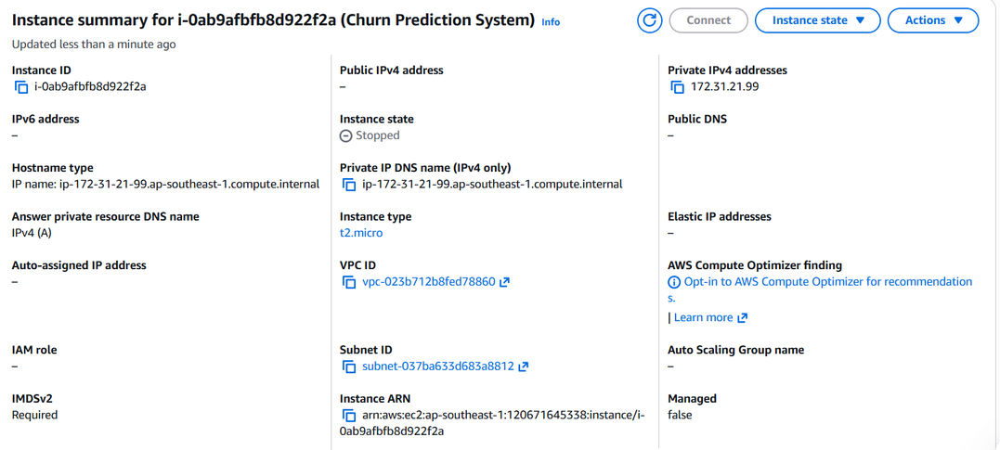 Instance summary for i-0ab9afbfb8d922f2a (Churn Prediction System) Info
Connect
Instance state
Actions
Updated less than a minute ago
Instance ID
i-0ab9afbfb8d922f2a
Public IPv4 address
–
Private IPv4 addresses
172.31.21.99
IPv6 address
–
Instance state
Stopped
Public DNS
–
Hostname type
IP name: ip-172-31-21-99.ap-southeast-1.compute.internal
Private IP DNS name (IPv4 only)
ip-172-31-21-99.ap-southeast-1.compute.internal
Answer private resource DNS name
IPv4 (A)
Instance type
t2.micro
Elastic IP addresses
–
Auto-assigned IP address
–
VPC ID
vpc-023b712b8fed78860
AWS Compute Optimizer finding
Opt-in to AWS Compute Optimizer for recommendation
s.
| Learn more
IAM role
–
Subnet ID
subnet-037ba633d683a8812
Auto Scaling Group name
–
IMDSv2
Required
Instance ARN
arn:aws:ec2:ap-southeast-1:120671645338:instance/i-
0ab9afbfb8d922f2a
Managed
false